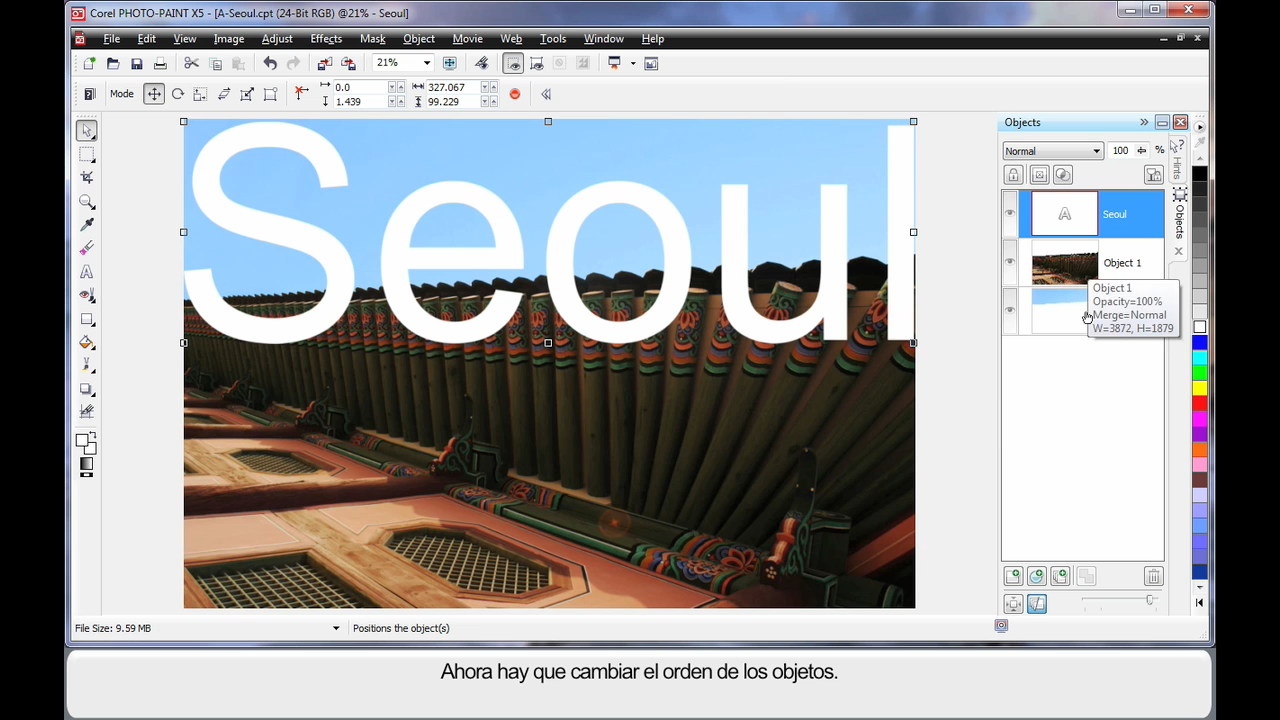 Corel PHOTO-PAINT X5 - [A-Seoul.cpt (24-Bit RGB) @21% - Seoul]
File Edit View Image Adjust Effects Mask Object Movie Web Tools Window Help
21%
Mode 0.0 327.067
1.439 99.229
Seoul
Objects
Normal 100 %
Hints
Objects
A Seoul
Object 1
Object 1
Opacity=100%
Merge=Normal
W=3872, H=1879
File Size: 9.59 MB Positions the object(s)
Ahora hay que cambiar el orden de los objetos.